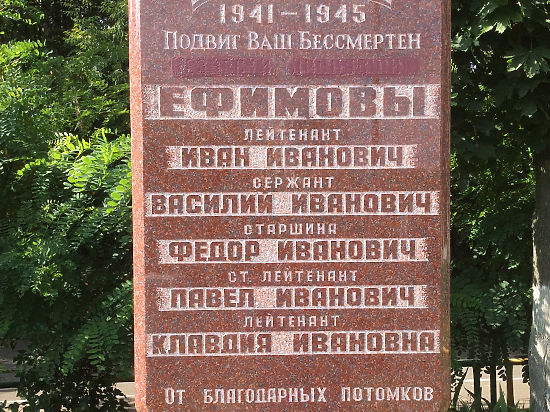 1941–1945
Подвиг Ваш Бессмертен
ЕФИМОВЫ
ЛЕЙТЕНАНТ
ИВАН ИВАНОВИЧ
СЕРЖАНТ
ВАСИЛИЙ ИВАНОВИЧ
СТАРШИНА
ФЕДОР ИВАНОВИЧ
СТ. ЛЕЙТЕНАНТ
ПАВЕЛ ИВАНОВИЧ
ЛЕЙТЕНАНТ
КЛАВДИЯ ИВАНОВНА
От БЛАГОДАРНЫХ ПОТОМКОВ